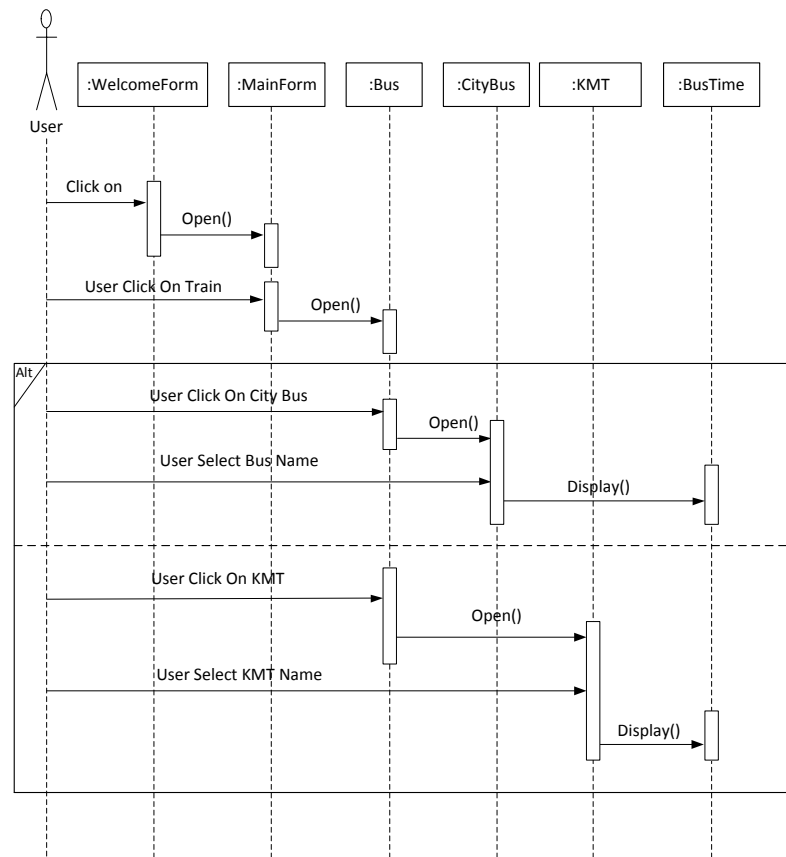 :WelcomeForm
:MainForm
:Bus
:CityBus
:KMT
:BusTime
User
Click on
Open()
User Click On Train
Open()
Alt
User Click On City Bus
Open()
User Select Bus Name
Display()
User Click On KMT
Open()
User Select KMT Name
Display()